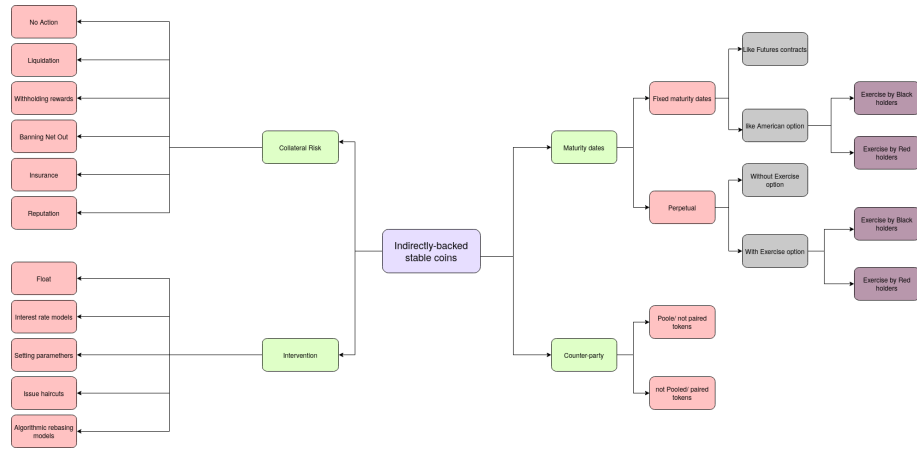 No Action
Liquidation
Withholding rewards
Banning Net Out
Insurance
Reputation
Collateral Risk
Float
Interest rate models
Setting paramethers
Issue haircuts
Algorithmic rebasing
models
Intervention
Indirectly-backed
stable coins
Maturity dates
Fixed maturity dates
Like Futures contracts
like American option
Exercise by Black
holders
Exercise by Red
holders
Perpetual
Without Exercise
option
With Exercise option
Exercise by Black
holders
Exercise by Red
holders
Counter-party
Poole/ not paired
tokens
not Pooled/ paired
tokens